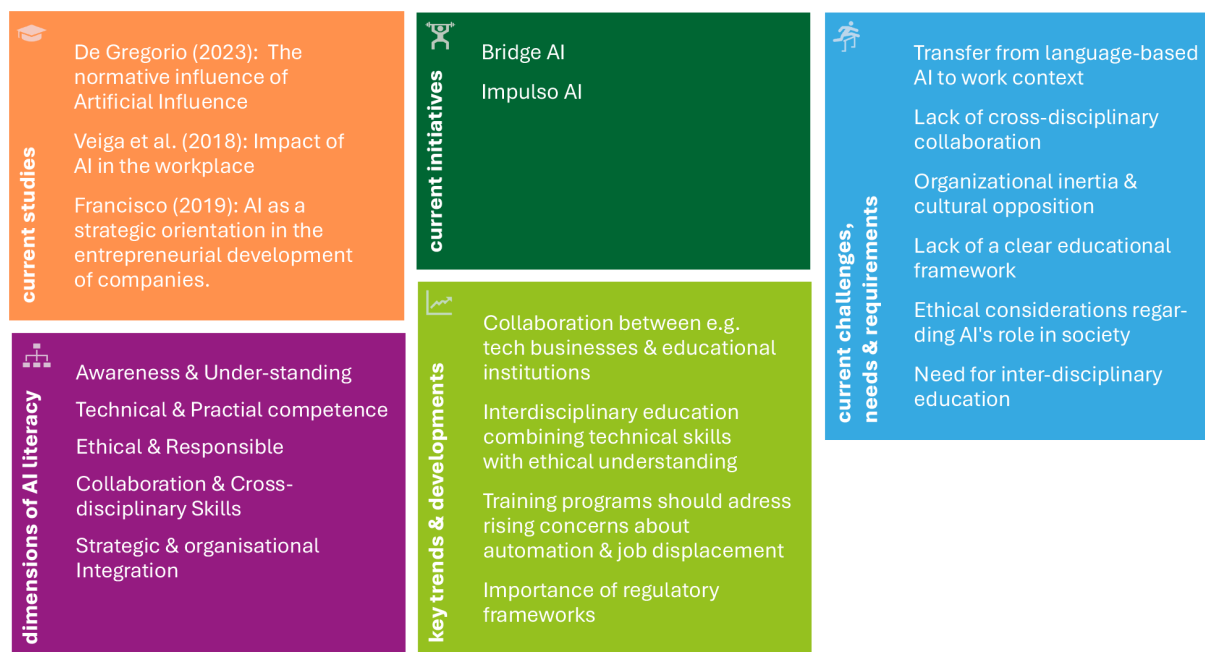 current studies
De Gregorio (2023):  The
normative influence of
Artificial Influence
Veiga et al. (2018): Impact of
AI in the workplace
Francisco (2019): AI as a
strategic orientation in the
entrepreneurial development
of companies.
current initiatives
Bridge AI
Impulso AI
current challenges,
needs & requirements
Transfer from language-based
AI to work context
Lack of cross-disciplinary
collaboration
Organizational inertia &
cultural opposition
Lack of a clear educational
framework
Ethical considerations regar-
ding AI's role in society
Need for inter-disciplinary
education
dimensions of AI literacy
Awareness & Under-standing
Technical & Practial competence
Ethical & Responsible
Collaboration & Cross-
disciplinary Skills
Strategic & organisational
Integration
key trends & developments
Collaboration between e.g.
tech businesses & educational
institutions
Interdisciplinary education
combining technical skills
with ethical understanding
Training programs should adress
rising concerns about
automation & job displacement
Importance of regulatory
frameworks